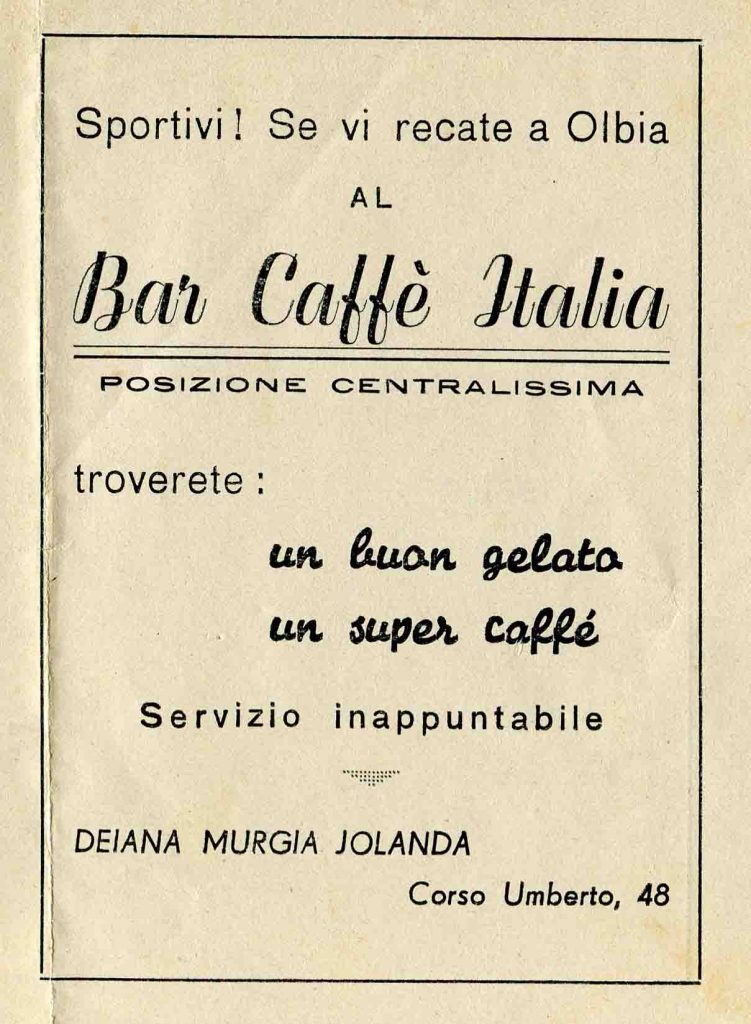 Sportivi! Se vi recate a Olbia
AL
Bar Caffè Italia
POSIZIONE CENTRALISSIMA
troverete :
un buon gelato
un super caffé
Servizio inappuntabile
DEIANA MURGIA JOLANDA
Corso Umberto, 48